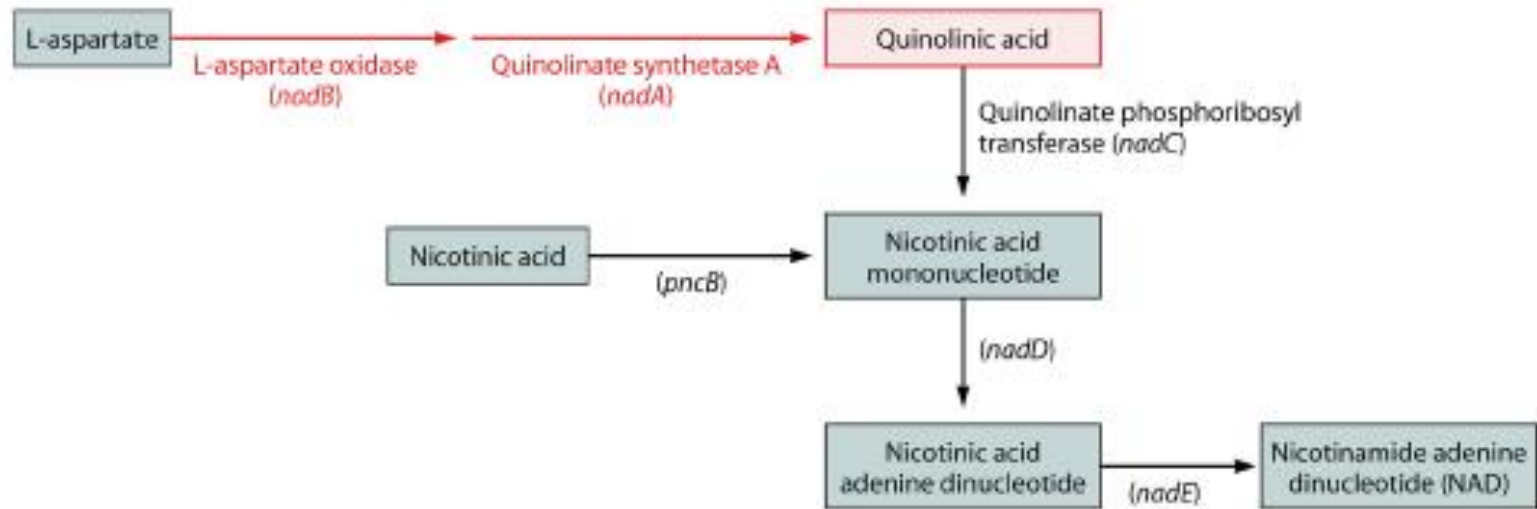 L-aspartate
L-aspartate oxidase
(nadB)
Quinolinate synthetase A
(nadA)
Quinolinic acid
Quinolinate phosphoribosyl
transferase (nadC)
Nicotinic acid
(pncB)
Nicotinic acid
mononucleotide
(nadD)
Nicotinic acid
adenine dinucleotide
(nadE)
Nicotinamide adenine
dinucleotide (NAD)